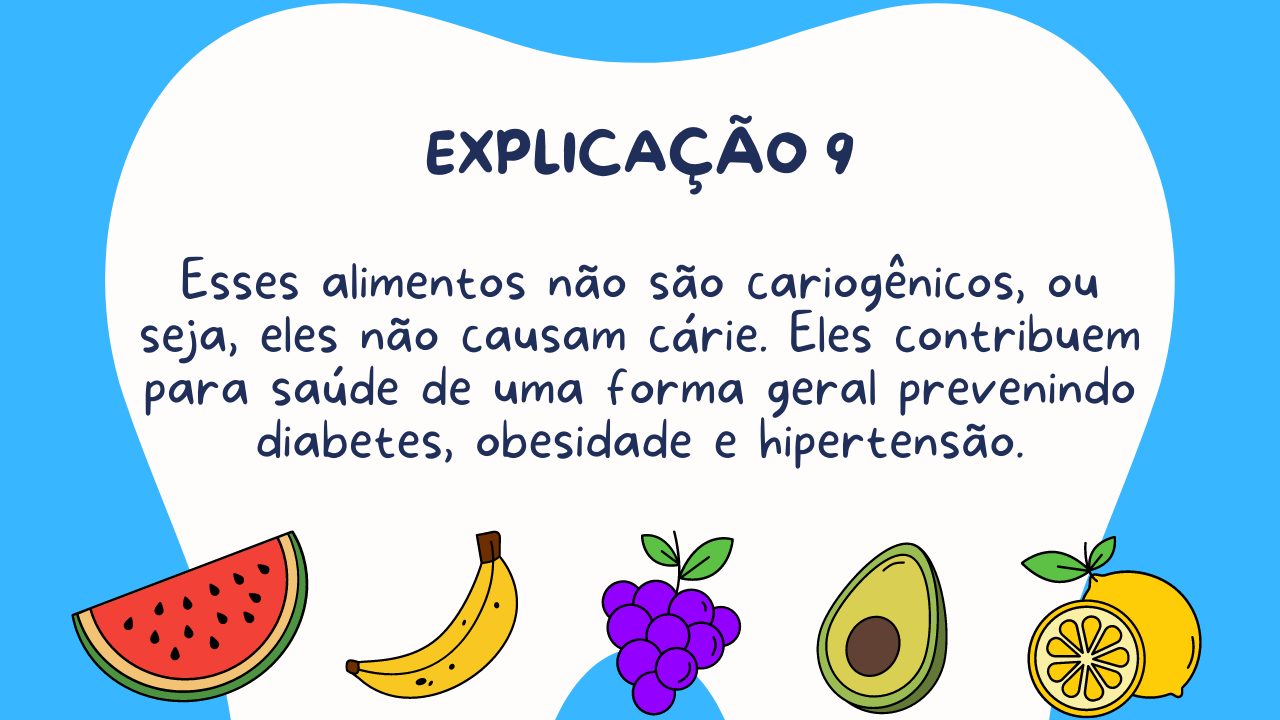 EXPLICAÇÃO 9
Esses alimentos não são cariogênicos, ou
seja, eles não causam cárie. Eles contribuem
para saúde de uma forma geral prevenindo
diabetes, obesidade e hipertensão.